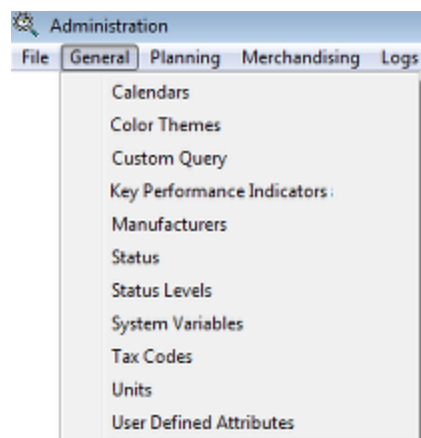 Administration
File General Planning Merchandising Logs
Calendars
Color Themes
Custom Query
Key Performance Indicators
Manufacturers
Status
Status Levels
System Variables
Tax Codes
Units
User Defined Attributes